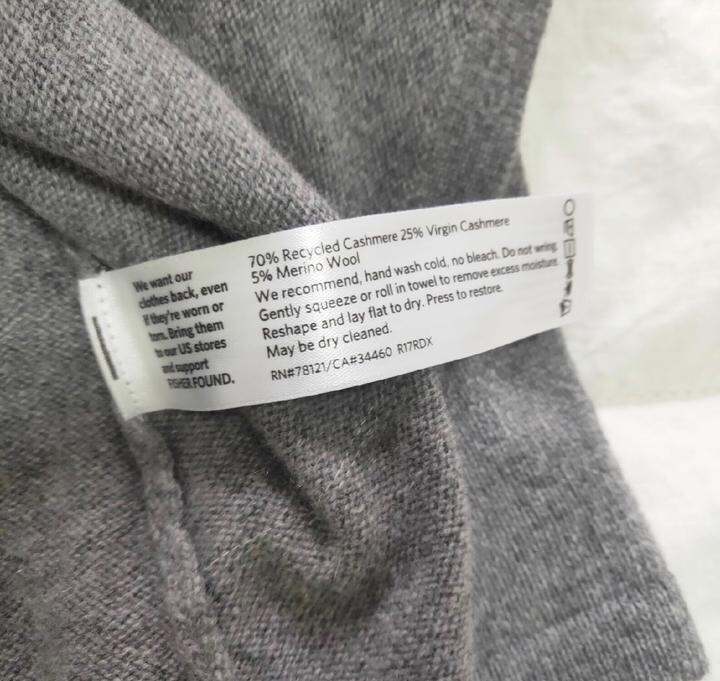 We want our
clothes back, even
if they're worn or
torn. Bring them
to our US stores
and support
FISHER FOUND.
70% Recycled Cashmere 25% Virgin Cashmere
5% Merino Wool
We recommend, hand wash cold, no bleach. Do not wring.
Gently squeeze or roll in towel to remove excess moisture.
Reshape and lay flat to dry. Press to restore.
May be dry cleaned.
RN#78121/CA#34460 R17RDX